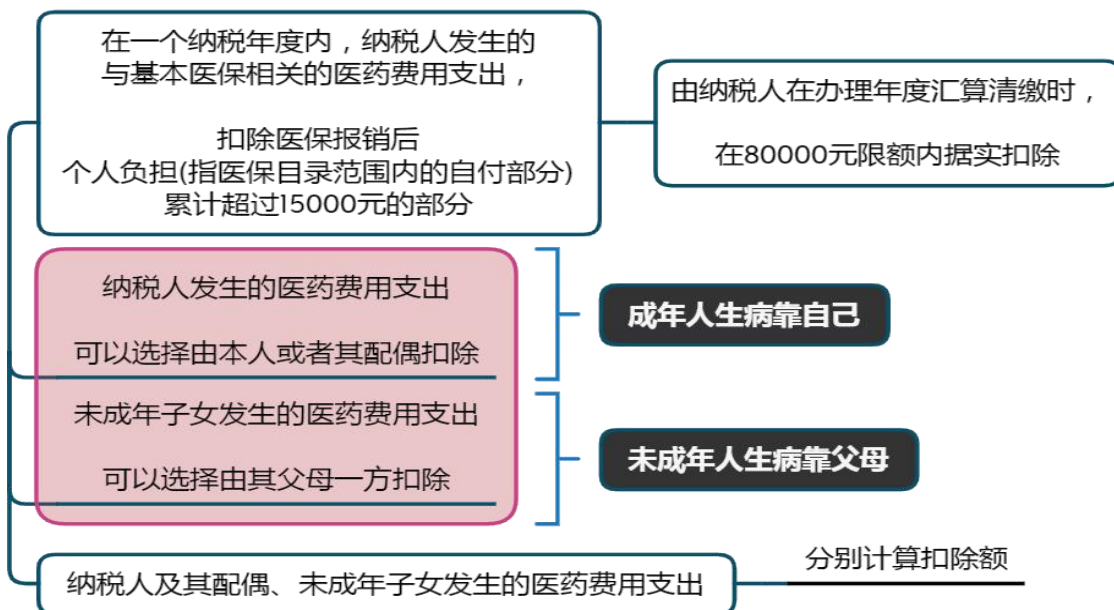 在一个纳税年度内，纳税人发生的
与基本医保相关的医药费用支出，
扣除医保报销后
个人负担(指医保目录范围内的自付部分)
累计超过15000元的部分
由纳税人在办理年度汇算清缴时，
在80000元限额内据实扣除
纳税人发生的医药费用支出
可以选择由本人或者其配偶扣除
成年人生病靠自己
未成年子女发生的医药费用支出
可以选择由其父母一方扣除
未成年人生病靠父母
纳税人及其配偶、未成年子女发生的医药费用支出
分别计算扣除额